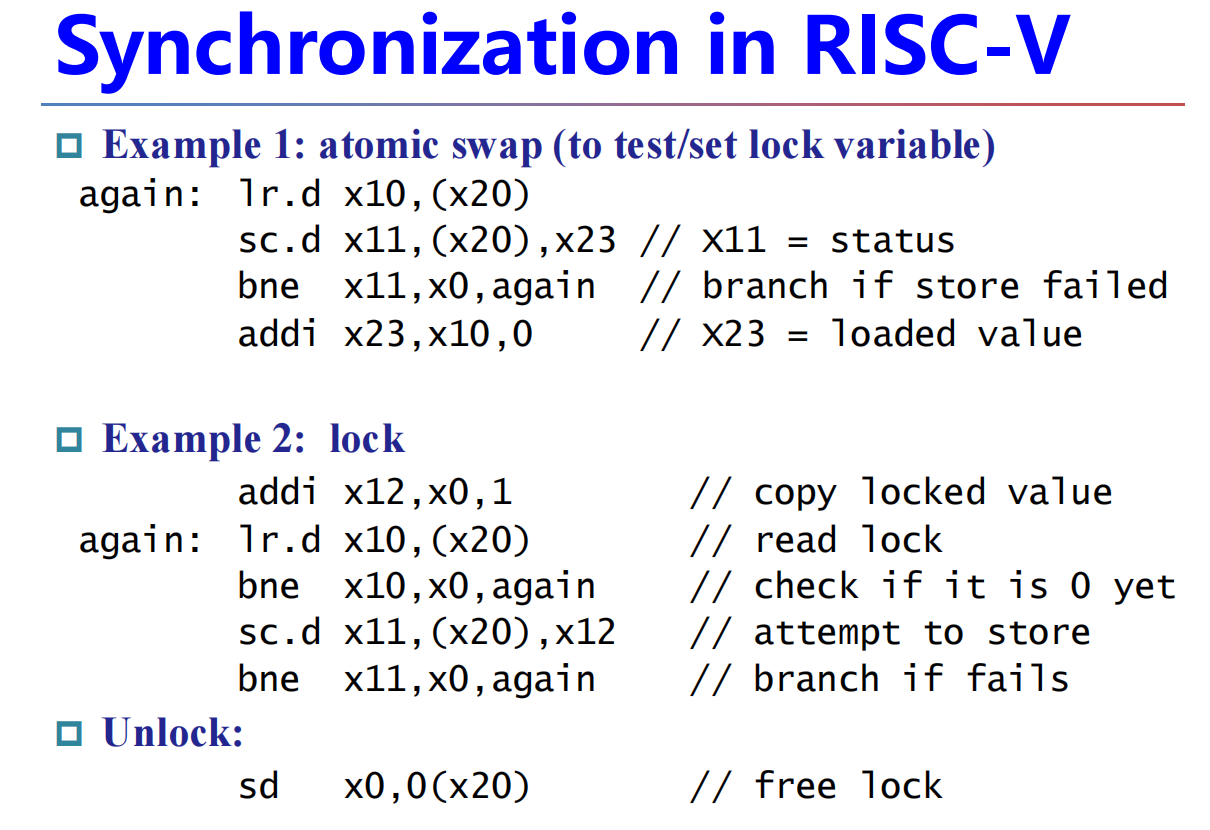 Synchronization in RISC-V
Example 1: atomic swap (to test/set lock variable)
again: lr.d x10,(x20)
sc.d x11,(x20),x23 // X11 = status
bne x11,x0,again // branch if store failed
addi x23,x10,0 // X23 = loaded value
Example 2: lock
addi x12,x0,1 // copy locked value
again: lr.d x10,(x20) // read lock
bne x10,x0,again // check if it is 0 yet
sc.d x11,(x20),x12 // attempt to store
bne x11,x0,again // branch if fails
Unlock:
sd x0,0(x20) // free lock